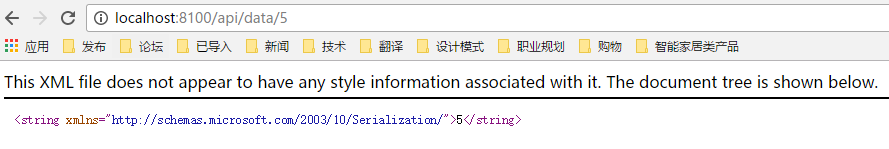 localhost:8100/api/data/5
应用 发布 论坛 已导入 新闻 技术 翻译 设计模式 职业规划 购物 智能家居类产品
This XML file does not appear to have any style information associated with it. The document tree is shown below.
<string xmlns="http://schemas.microsoft.com/2003/10/Serialization/">5</string>